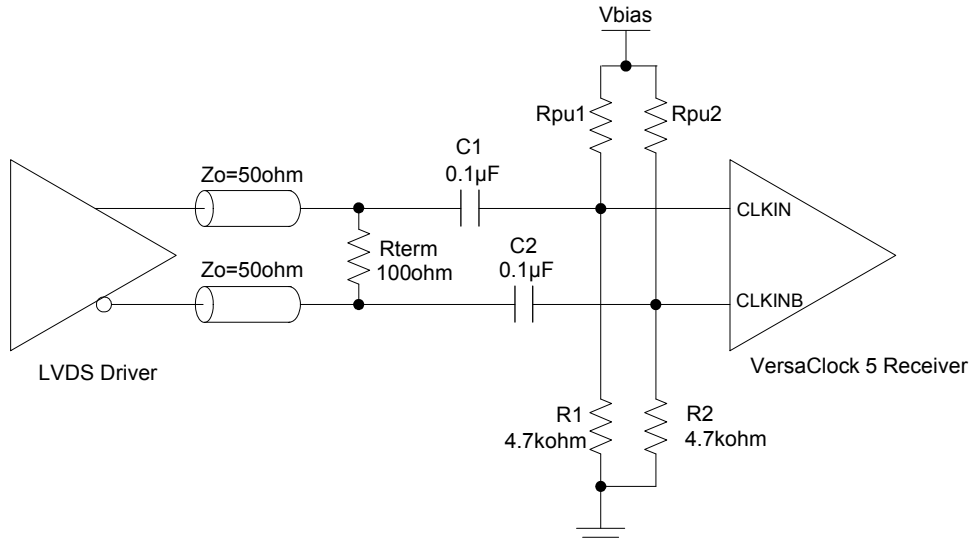 Vbias
Rpu1
Rpu2
C1
0.1µF
Zo=50ohm
CLKIN
Rterm
100ohm
C2
0.1µF
Zo=50ohm
CLKINB
LVDS Driver
VersaClock 5 Receiver
R1
4.7kohm
R2
4.7kohm